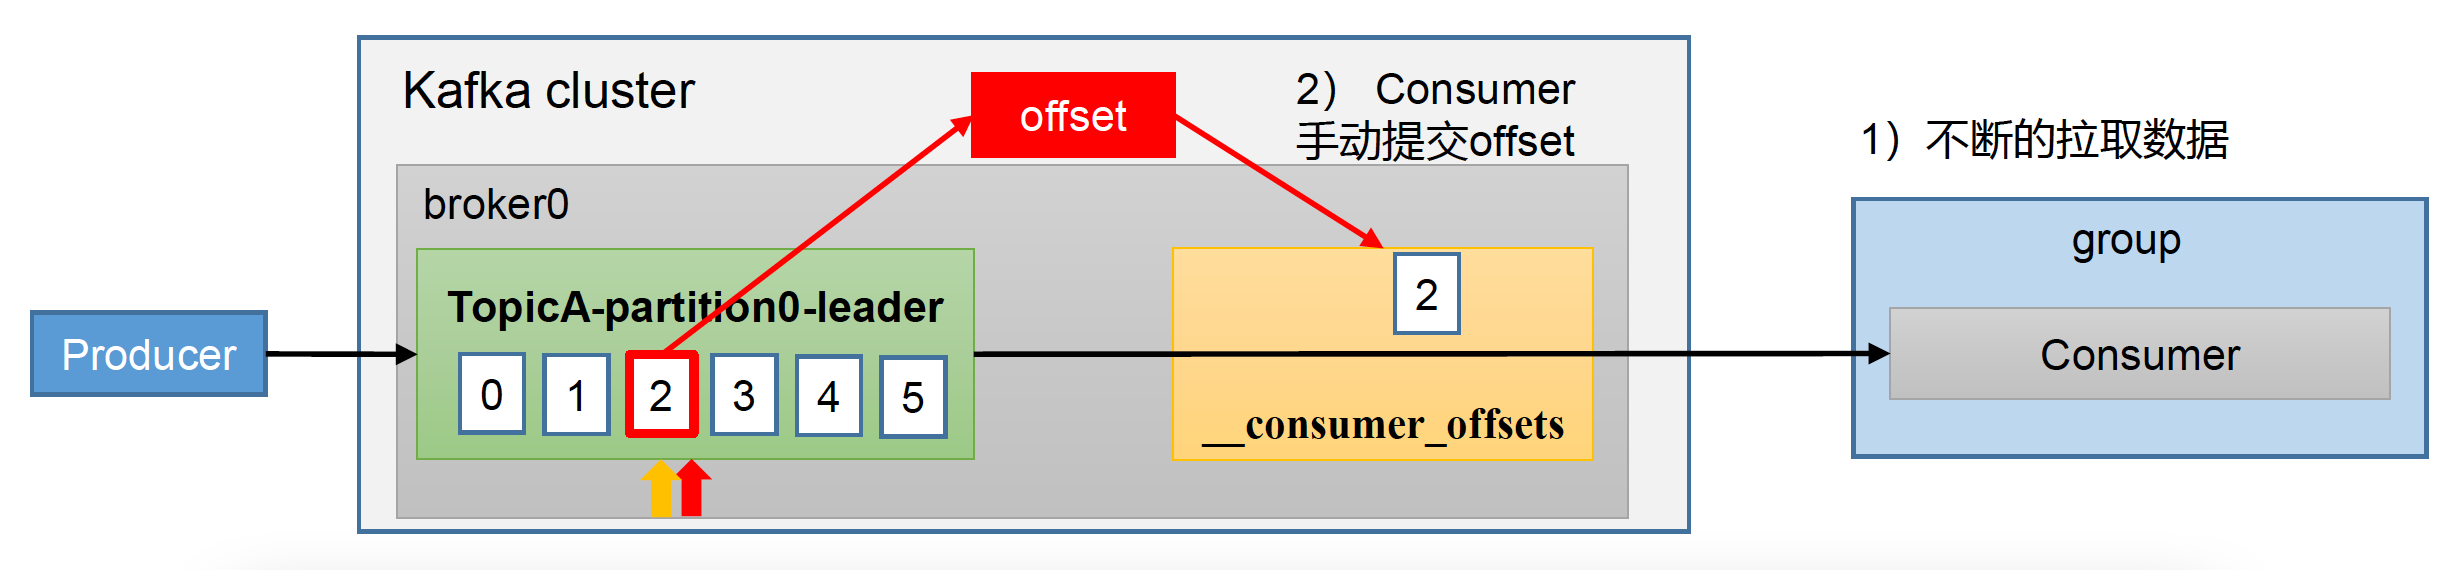 Kafka cluster
offset
2） Consumer
手动提交offset
1）不断的拉取数据
broker0
group
TopicA-partition0-leader
2
Producer
Consumer
0
1
2
3
4
5
__consumer_offsets